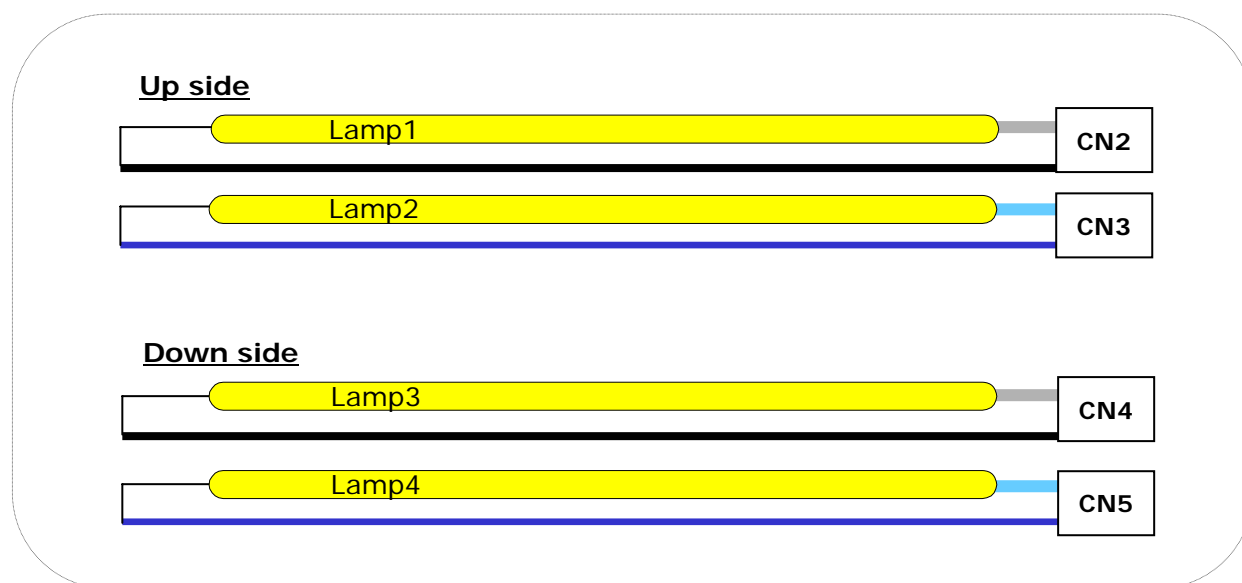 Up side
Lamp1
CN2
Lamp2
CN3
Down side
Lamp3
CN4
Lamp4
CN5